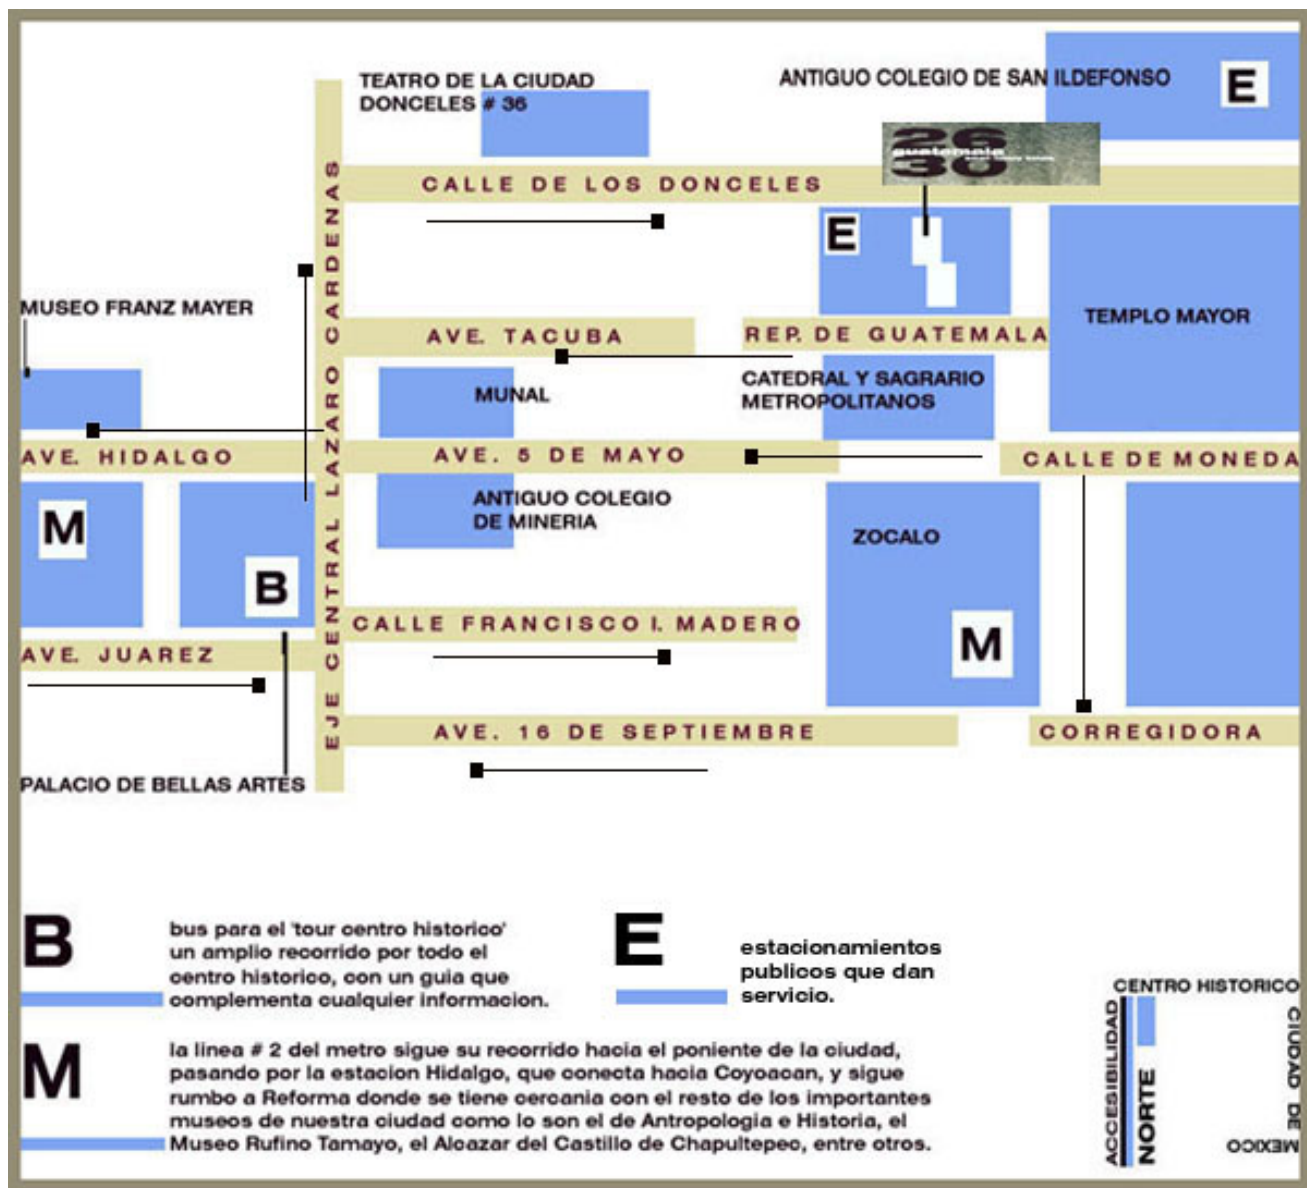 TEATRO DE LA CIUDAD
DONCELES # 36
ANTIGUO COLEGIO DE SAN ILDEFONSO
E
26
guatemala
30
CALLE DE LOS DONCELES
E
EJE CENTRAL LAZARO CARDENAS
MUSEO FRANZ MAYER
TEMPLO MAYOR
AVE. TACUBA
REP. DE GUATEMALA
MUNAL
CATEDRAL Y SAGRARIO
METROPOLITANOS
AVE. HIDALGO
AVE. 5 DE MAYO
CALLE DE MONEDA
ANTIGUO COLEGIO
DE MINERIA
M
ZOCALO
B
CALLE FRANCISCO I. MADERO
M
AVE. JUAREZ
AVE. 16 DE SEPTIEMBRE
CORREGIDORA
PALACIO DE BELLAS ARTES
B
bus para el 'tour centro historico'
un amplio recorrido por todo el
centro historico, con un guia que
complementa cualquier informacion.
E
estacionamientos
publicos que dan
servicio.
M
la linea # 2 del metro sigue su recorrido hacia el poniente de la ciudad,
pasando por la estacion Hidalgo, que conecta hacia Coyoacan, y sigue
rumbo a Reforma donde se tiene cercania con el resto de los importantes
museos de nuestra ciudad como lo son el de Antropologia e Historia, el
Museo Rufino Tamayo, el Alcazar del Castillo de Chapultepec, entre otros.
CENTRO HISTORICO
CIUDAD DE
MEXICO
ACCESIBILIDAD
NORTE